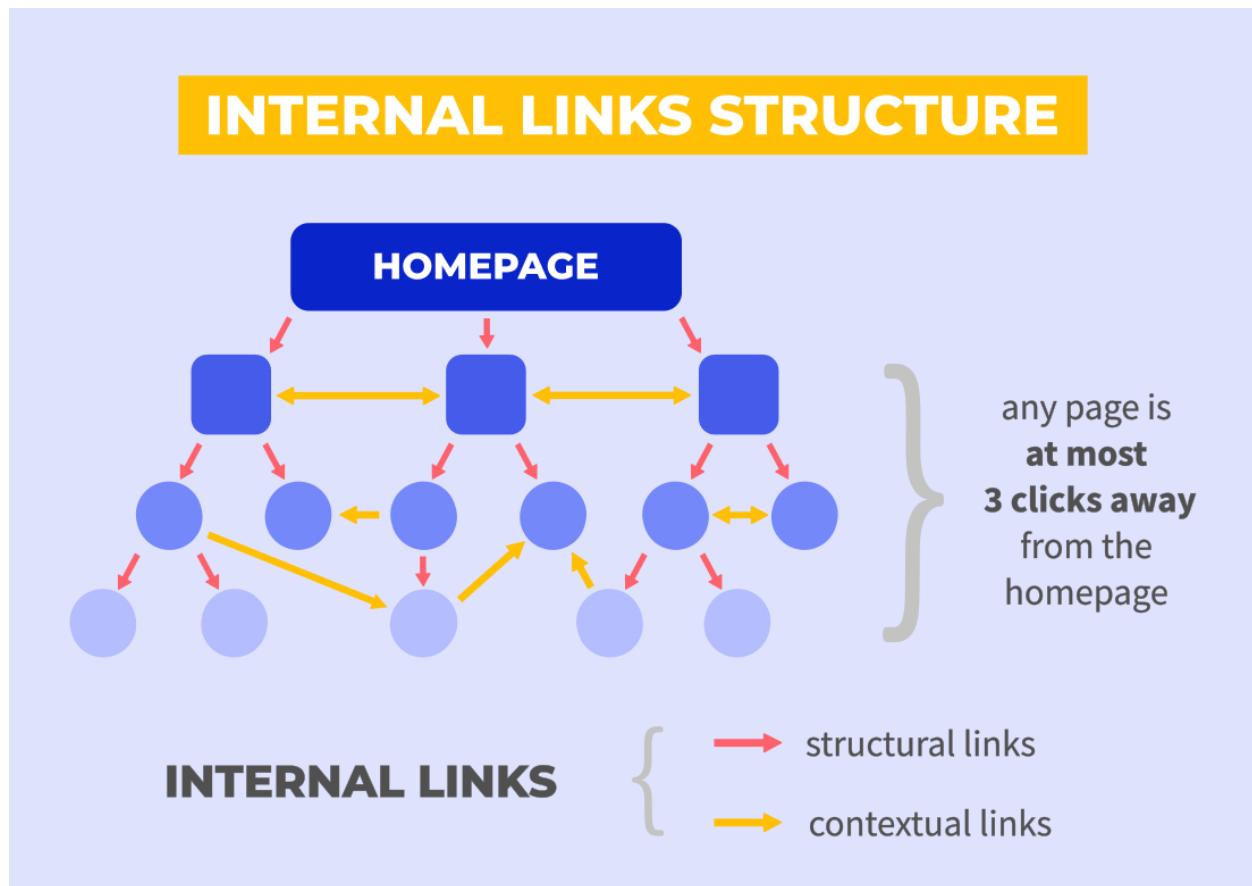 INTERNAL LINKS STRUCTURE
HOMEPAGE
any page is
at most
3 clicks away
from the
homepage
INTERNAL LINKS
structural links
contextual links